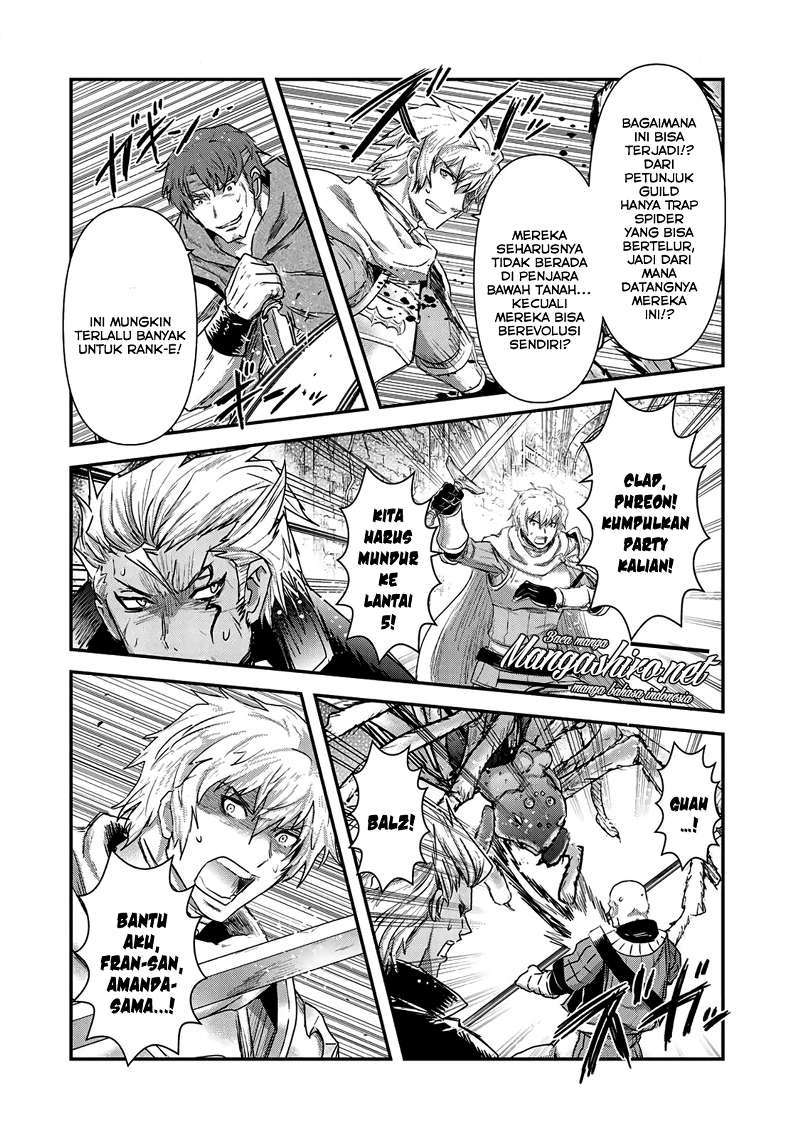 BAGAIMANA
INI BISA
TERJADI!?
DARI
PETUNJUK
GUILD
HANYA TRAP
SPIDER
YANG BISA
BERTELUR,
JADI DARI
MANA
DATANGNYA
MEREKA
INI!?
MEREKA
SEHARUSNYA
TIDAK BERADA
DI PENJARA
BAWAH TANAH...
KECUALI
MEREKA BISA
BEREVOLUSI
SENDIRI?
ガギン
INI MUNGKIN
TERLALU BANYAK
UNTUK RANK-E!
CLAD,
PHREON!
KUMPULKAN
PARTY
KALIAN!
KITA
HARUS
MUNDUR
KE
LANTAI
5!
Baca manga
Mangashiro.net
manga bahasa indonesia
GUAH
...!
BALZ!
BANTU
AKU,
FRAN-SAN,
AMANDA-
SAMA...!